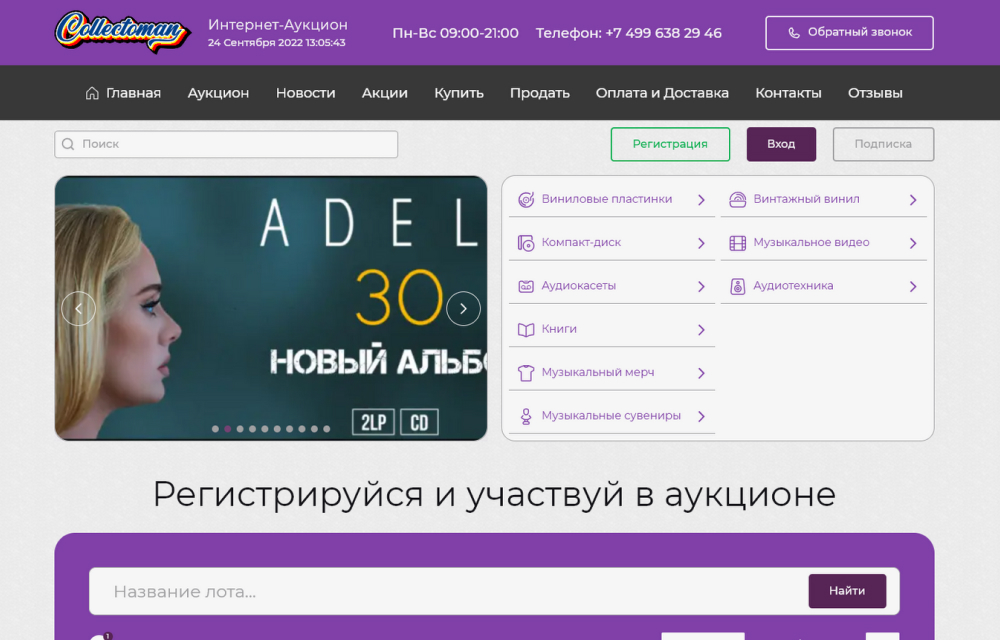 Collectoman
Интернет-Аукцион
24 Сентября 2022 13:05:43
Пн-Вс 09:00-21:00
Телефон: +7 499 638 29 46
Обратный звонок
Главная Аукцион Новости Акции Купить Продать Оплата и Доставка Контакты Отзывы
Поиск
Регистрация
Вход
Подписка
ADEL
30
НОВЫЙ АЛЬБО
2LP CD
Виниловые пластинки
Винтажный винил
Компакт-диск
Музыкальное видео
Аудиокасеты
Аудиотехника
Книги
Музыкальный мерч
Музыкальные сувениры
Регистрируйся и участвуй в аукционе
Название лота...
Найти
1